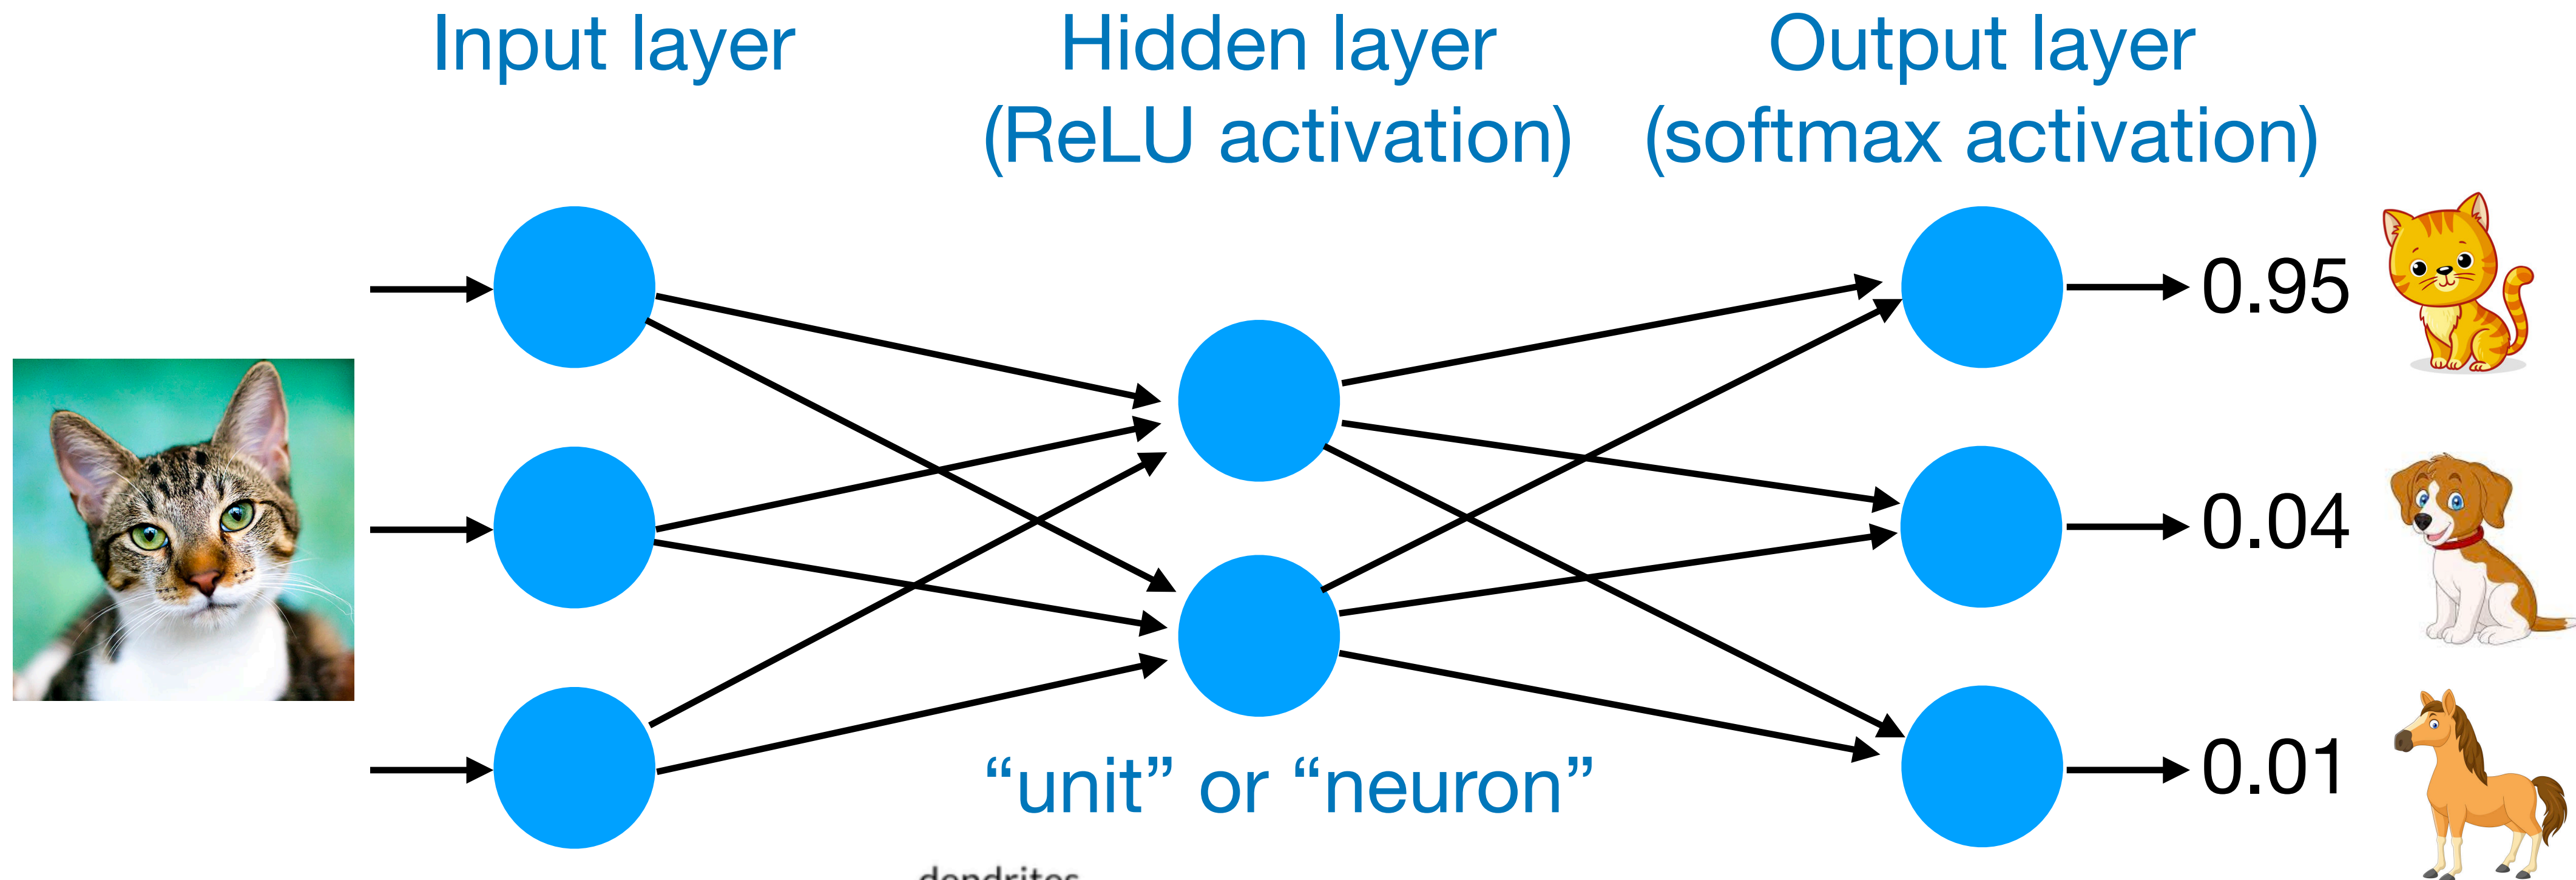 Input layer
Hidden layer
(ReLU activation)
Output layer
(softmax activation)
0.95
0.04
0.01
“unit” or “neuron”
dendrites